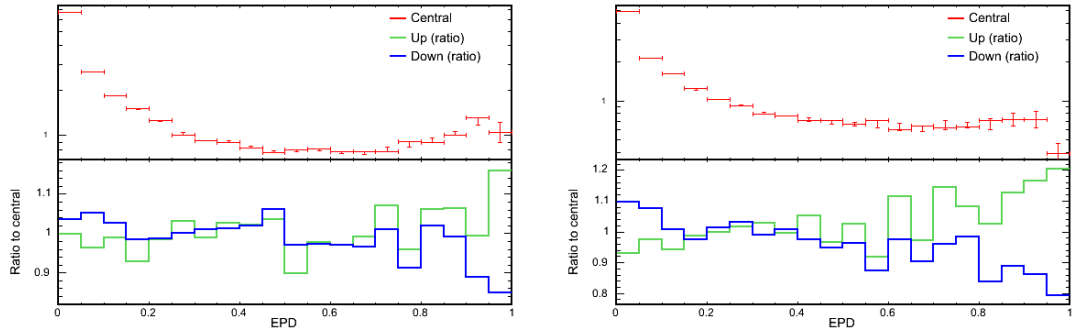 Central
Up (ratio)
Down (ratio)
1
1.1
1
0.9
Ratio to central
0 0.2 0.4 0.6 0.8 1
EPD
Central
Up (ratio)
Down (ratio)
1
1.2
1.1
1
0.9
0.8
Ratio to central
0 0.2 0.4 0.6 0.8 1
EPD